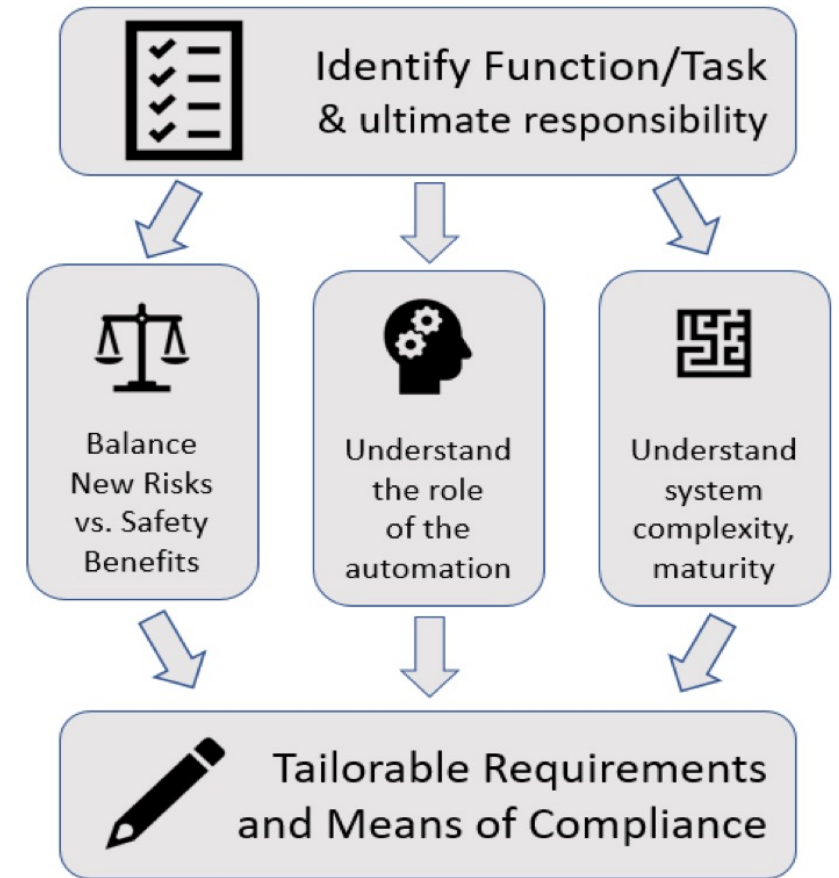 Identify Function/Task
& ultimate responsibility
Balance
New Risks
vs. Safety
Benefits
Understand
the role
of the
automation
Understand
system
complexity,
maturity
Tailorable Requirements
and Means of Compliance